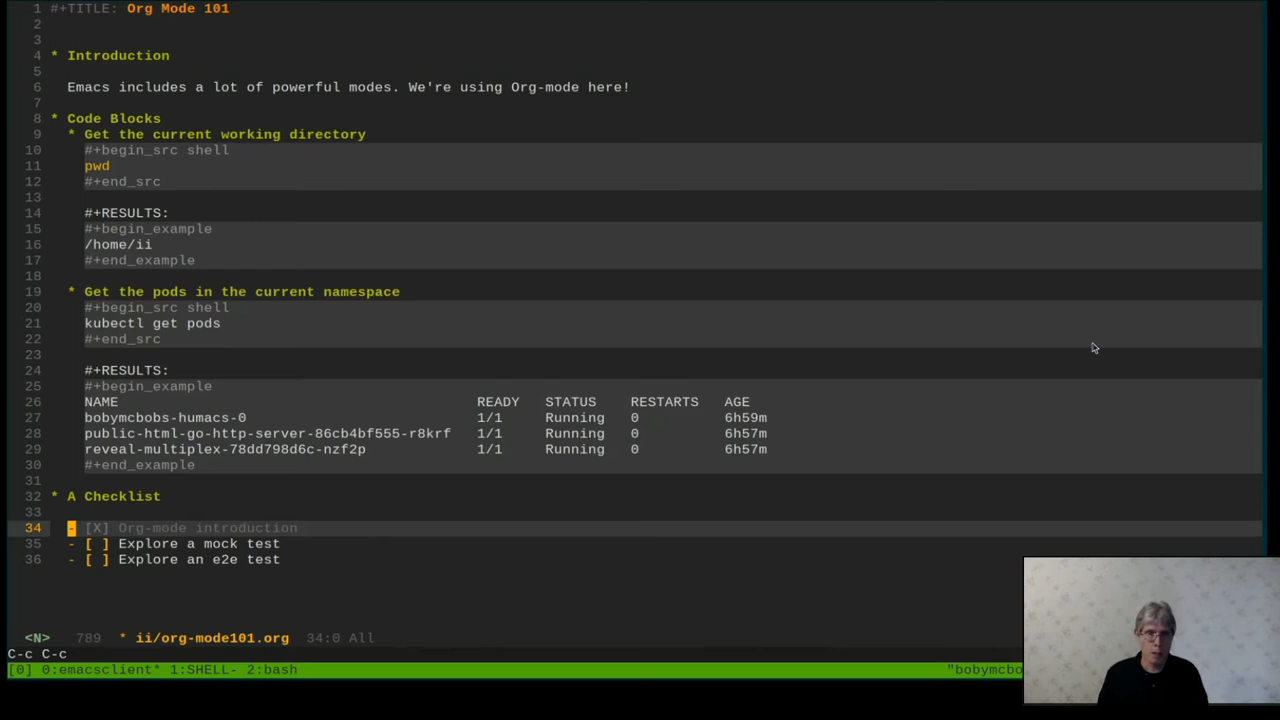 1 #+TITLE: Org Mode 101
2
3
4 * Introduction
5
6 Emacs includes a lot of powerful modes. We're using Org-mode here!
7
8 * Code Blocks
9 * Get the current working directory
10 #+begin_src shell
11 pwd
12 #+end_src
13
14 #+RESULTS:
15 #+begin_example
16 /home/ii
17 #+end_example
18
19 * Get the pods in the current namespace
20 #+begin_src shell
21 kubectl get pods
22 #+end_src
23
24 #+RESULTS:
25 #+begin_example
26 NAME READY STATUS RESTARTS AGE
27 bobymcbobs-humacs-0 1/1 Running 0 6h59m
28 public-html-go-http-server-86cb4bf555-r8krf 1/1 Running 0 6h57m
29 reveal-multiplex-78dd798d6c-nzf2p 1/1 Running 0 6h57m
30 #+end_example
31
32 * A Checklist
33
34 - [X] Org-mode introduction
35 - [ ] Explore a mock test
36 - [ ] Explore an e2e test
<N> 789 * ii/org-mode101.org 34:0 All
C-c C-c
[0] 0:emacsclient* 1:SHELL- 2:bash "bobymcbo